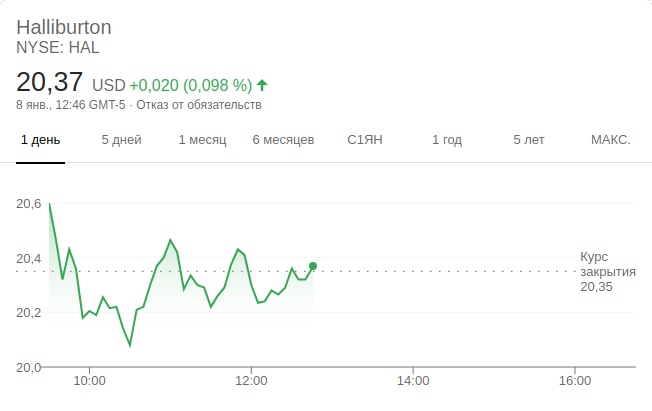 Halliburton
NYSE: HAL
20,37 USD +0,020 (0,098 %)
8 янв., 12:46 GMT-5 · Отказ от обязательств
1 день 5 дней 1 месяц 6 месяцев С1ЯН 1 год 5 лет МАКС.
20,6
20,4
Курс
закрытия
20,35
20,2
20,0
10:00 12:00 14:00 16:00